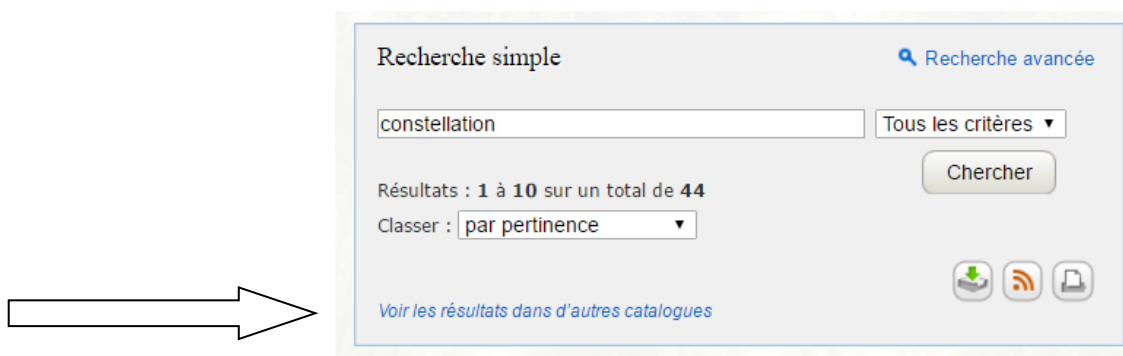 Recherche simple
Recherche avancée
constellation
Tous les critères
Chercher
Résultats : 1 à 10 sur un total de 44
Classer : par pertinence
Voir les résultats dans d'autres catalogues